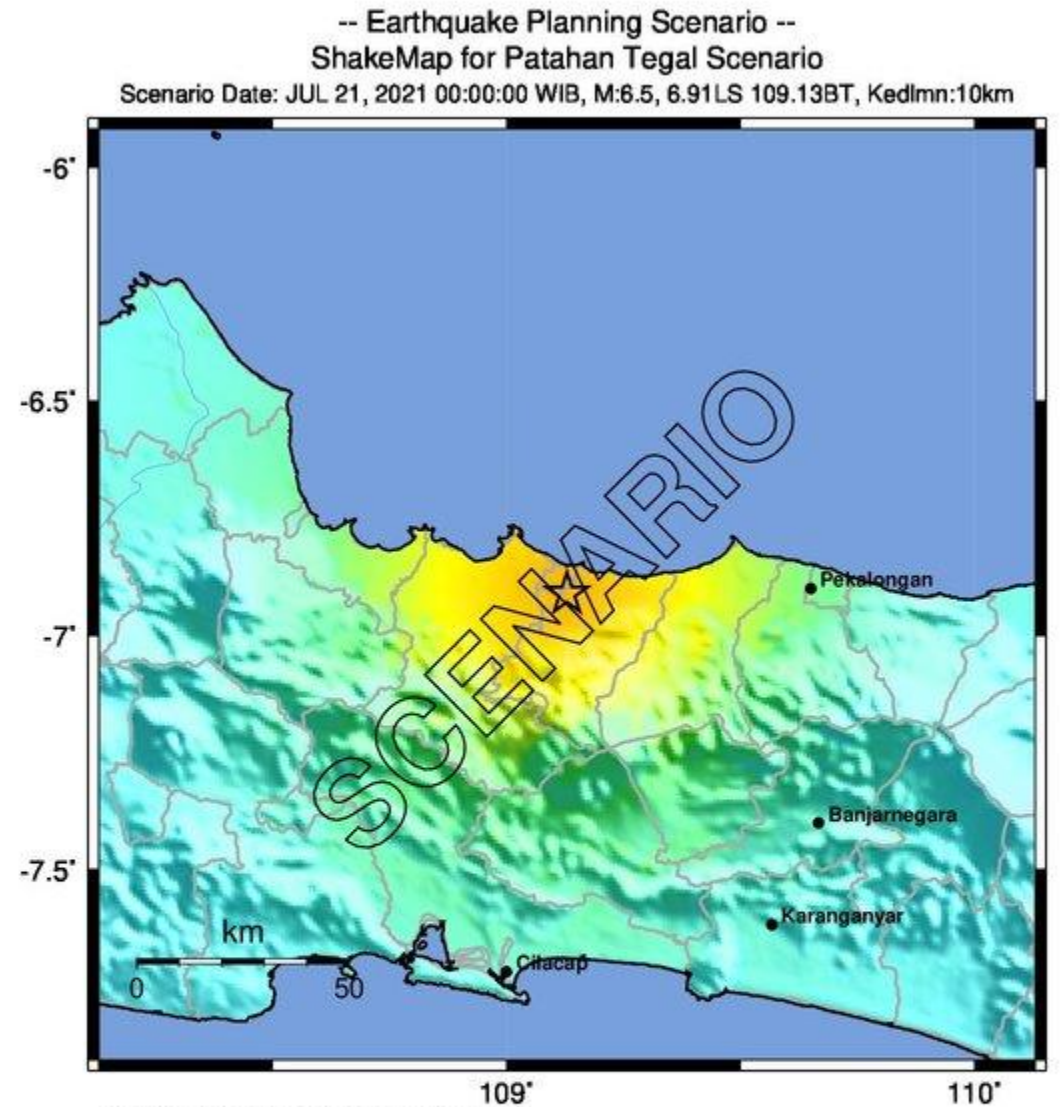 -- Earthquake Planning Scenario --
ShakeMap for Patahan Tegal Scenario
Scenario Date: JUL 21, 2021 00:00:00 WIB, M:6.5, 6.91LS 109.13BT, Kedlmn:10km
-6°
-6.5°
SCENARIO
Pekalongan
-7°
Banjarnegara
-7.5°
Karanganyar
km
Cilacap
0 50
109° 110°